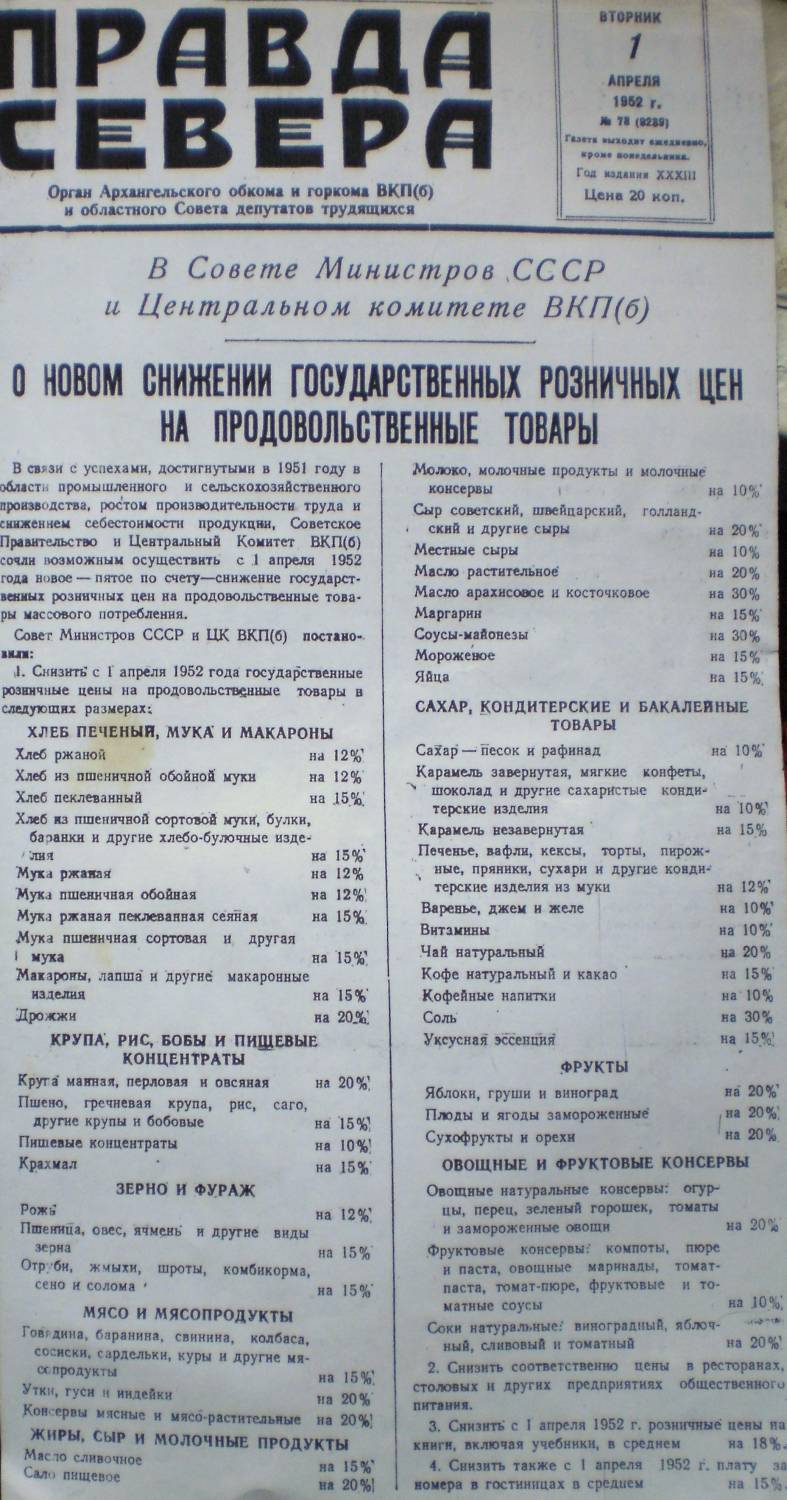 ПРАВДА
СЕВЕРА
Орган Архангельского обкома и горкома ВКП(б)
и областного Совета депутатов трудящихся
ВТОРНИК
1
АПРЕЛЯ
1952 г.
№ 78 (9289)
Газета выходит ежедневно,
кроме понедельника.
Год издания XXXIII
Цена 20 коп.
В Совете Министров СССР
и Центральном комитете ВКП(б)
О НОВОМ СНИЖЕНИИ ГОСУДАРСТВЕННЫХ РОЗНИЧНЫХ ЦЕН
НА ПРОДОВОЛЬСТВЕННЫЕ ТОВАРЫ
В связи с успехами, достигнутыми в 1951 году в
области промышленного и сельскохозяйственного
производства, ростом производительности труда и
снижением себестоимости продукции, Советское
Правительство и Центральный Комитет ВКП(б)
сочли возможным осуществить с 1 апреля 1952
года новое — пятое по счету — снижение государст-
венных розничных цен на продовольственные това-
ры массового потребления.
Совет Министров СССР и ЦК ВКП(б) постано-
вили:
1. Снизить с 1 апреля 1952 года государственные
розничные цены на продовольственные товары в
следующих размерах:
ХЛЕБ ПЕЧЕНЫЙ, МУКА И МАКАРОНЫ
Хлеб ржаной на 12%
Хлеб из пшеничной обойной муки на 12%
Хлеб пеклеванный на 15%
Хлеб из пшеничной сортовой муки, булки,
баранки и другие хлебо-булочные изде-
лия на 15%
Мука ржаная на 12%
Мука пшеничная обойная на 12%
Мука ржаная пеклеванная сеяная на 15%
Мука пшеничная сортовая и другая
мука на 15%
Макароны, лапша и другие макаронные
изделия на 15%
Дрожжи на 20%
КРУПА, РИС, БОБЫ И ПИЩЕВЫЕ
КОНЦЕНТРАТЫ
Крупа манная, перловая и овсяная на 20%
Пшено, гречневая крупа, рис, саго,
другие крупы и бобовые на 15%
Пищевые концентраты на 10%
Крахмал на 15%
ЗЕРНО И ФУРАЖ
Рожь на 12%
Пшеница, овес, ячмень и другие виды
зерна на 15%
Отруби, жмыхи, шроты, комбикорма,
сено и солома на 15%
МЯСО И МЯСОПРОДУКТЫ
Говядина, баранина, свинина, колбаса,
сосиски, сардельки, куры и другие мя-
сопродукты на 15%
Утки, гуси и индейки на 20%
Консервы мясные и мясо-растительные на 20%
ЖИРЫ, СЫР И МОЛОЧНЫЕ ПРОДУКТЫ
Масло сливочное на 15%
Сало пищевое на 20%
Молоко, молочные продукты и молочные
консервы на 10%
Сыр советский, швейцарский, голланд-
ский и другие сыры на 20%
Местные сыры на 10%
Масло растительное на 20%
Масло арахисовое и косточковое на 30%
Маргарин на 15%
Соусы-майонезы на 30%
Мороженое на 15%
Яйца на 15%
САХАР, КОНДИТЕРСКИЕ И БАКАЛЕЙНЫЕ
ТОВАРЫ
Сахар — песок и рафинад на 10%
Карамель завернутая, мягкие конфеты,
шоколад и другие сахаристые конди-
терские изделия на 10%
Карамель незавернутая на 15%
Печенье, вафли, кексы, торты, пирож-
ные, пряники, сухари и другие конди-
терские изделия из муки на 12%
Варенье, джем и желе на 10%
Витамины на 10%
Чай натуральный на 20%
Кофе натуральный и какао на 15%
Кофейные напитки на 10%
Соль на 30%
Уксусная эссенция на 15%
ФРУКТЫ
Яблоки, груши и виноград на 20%
Плоды и ягоды замороженные на 20%
Сухофрукты и орехи на 20%
ОВОЩНЫЕ И ФРУКТОВЫЕ КОНСЕРВЫ
Овощные натуральные консервы: огур-
цы, перец, зеленый горошек, томаты
и замороженные овощи на 20%
Фруктовые консервы: компоты, пюре
и паста, овощные маринады, томат-
паста, томат-пюре, фруктовые и то-
матные соусы на 10%
Соки натуральные: виноградный, яблоч-
ный, сливовый и томатный на 20%
2. Снизить соответственно цены в ресторанах,
столовых и других предприятиях общественного
питания.
3. Снизить с 1 апреля 1952 г. розничные цены на
книги, включая учебники, в среднем на 18%.
4. Снизить также с 1 апреля 1952 г. плату за
номера в гостиницах в среднем на 15%.